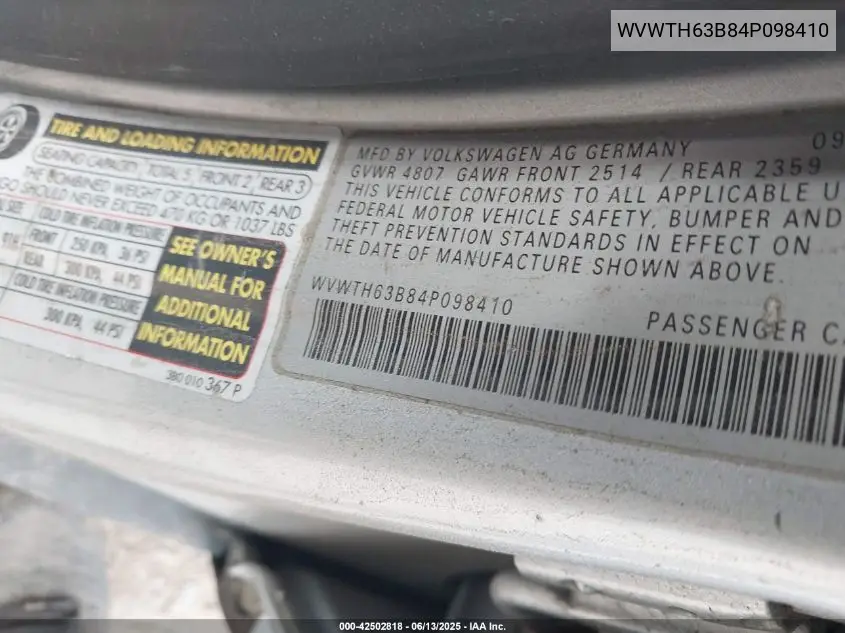 WVWTH63B84P098410
TIRE AND LOADING INFORMATION
SEATING CAPACITY TOTAL 5 FRONT 2 REAR 3
THE COMBINED WEIGHT OF OCCUPANTS AND
GO SHOULD NEVER EXCEED 470 KG OR 1037 LBS
SIZE COLD TIRE INFLATION PRESSURE
91H FRONT 250 KPA, 36 PSI
REAR 300 KPA, 44 PSI
COLD TIRE INFLATION PRESSURE
300 KPA, 44 PSI
SEE OWNER'S
MANUAL FOR
ADDITIONAL
INFORMATION
3B0 010 367 P
MFD BY VOLKSWAGEN AG GERMANY 09
GVWR 4807 GAWR FRONT 2514 / REAR 2359
THIS VEHICLE CONFORMS TO ALL APPLICABLE U
FEDERAL MOTOR VEHICLE SAFETY, BUMPER AND
THEFT PREVENTION STANDARDS IN EFFECT ON
THE DATE OF MANUFACTURE SHOWN ABOVE.
WVWTH63B84P098410
PASSENGER C
000-42502818 - 06/13/2025 - IAA Inc.